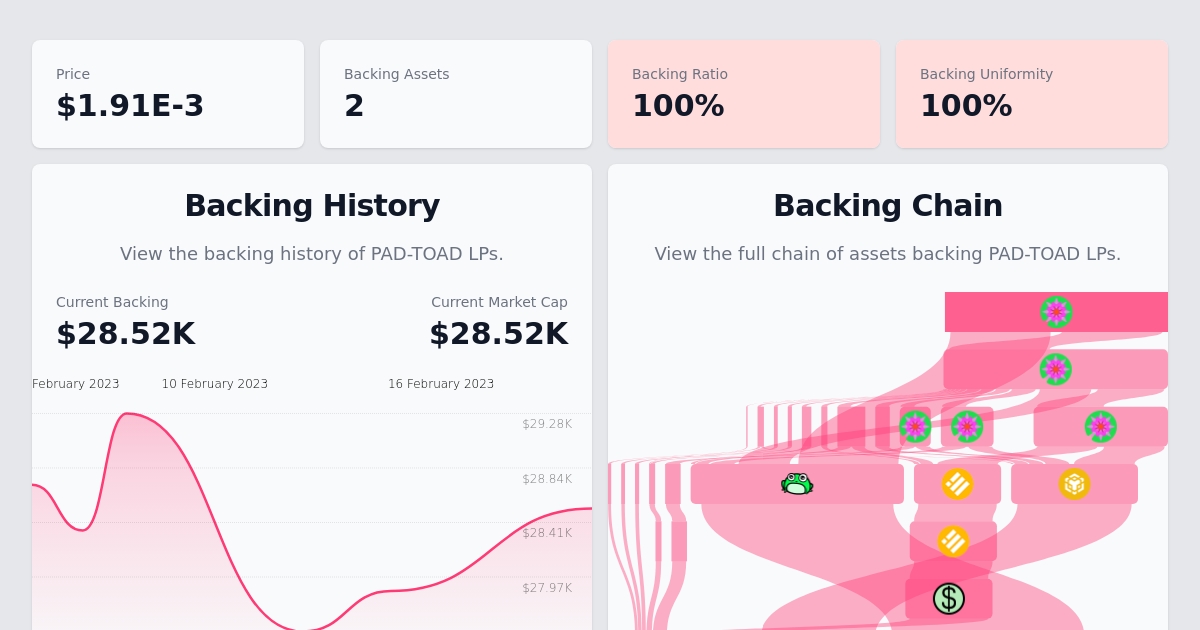 Price
$1.91E-3
Backing Assets
2
Backing Ratio
100%
Backing Uniformity
100%
Backing History
View the backing history of PAD-TOAD LPs.
Current Backing
$28.52K
Current Market Cap
$28.52K
February 2023
10 February 2023
16 February 2023
$29.28K
$28.84K
$28.41K
$27.97K
Backing Chain
View the full chain of assets backing PAD-TOAD LPs.
$